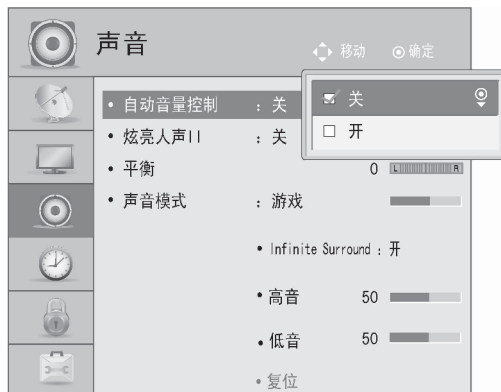 声音
移动 确定
• 自动音量控制 : 关
关
开
• 炫亮人声II : 关
• 平衡 0 L R
• 声音模式 : 游戏
• Infinite Surround : 开
• 高音 50
• 低音 50
• 复位